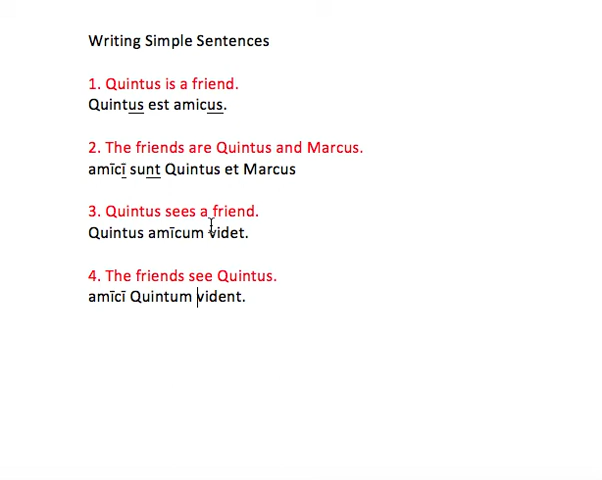 Writing Simple Sentences
1. Quintus is a friend.
Quintus est amicus.
2. The friends are Quintus and Marcus.
amīcī sunt Quintus et Marcus
3. Quintus sees a friend.
Quintus amīcum videt.
4. The friends see Quintus.
amīcī Quintum vident.